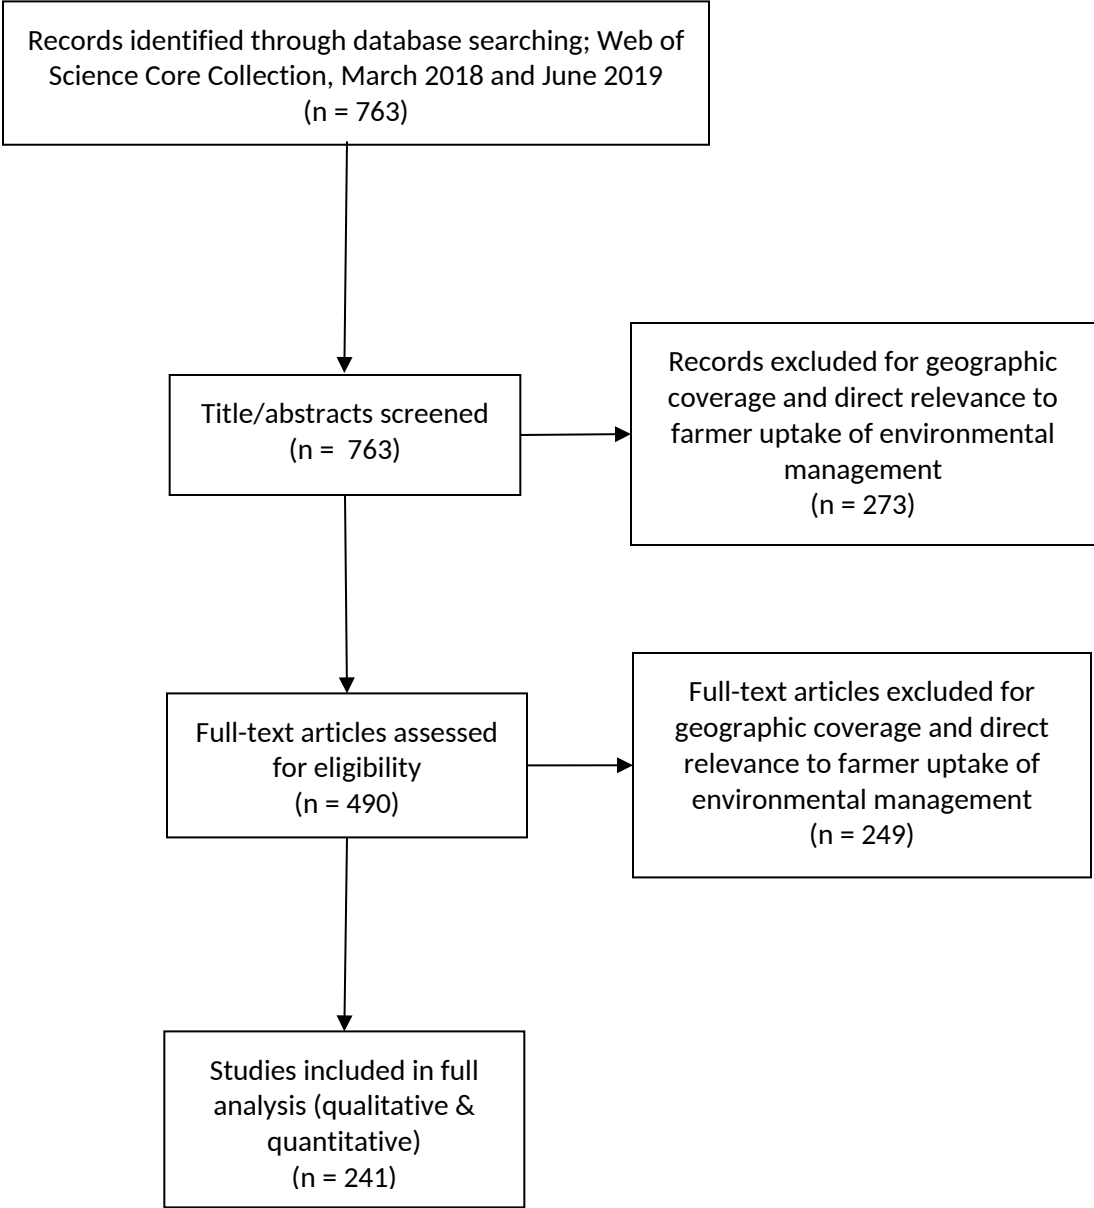 Records identified through database searching; Web of
Science Core Collection, March 2018 and June 2019
(n = 763)
Title/abstracts screened
(n =  763)
Records excluded for geographic
coverage and direct relevance to
farmer uptake of environmental
management
(n = 273)
Full-text articles assessed
for eligibility
(n = 490)
Full-text articles excluded for
geographic coverage and direct
relevance to farmer uptake of
environmental management
(n = 249)
Studies included in full
analysis (qualitative &
quantitative)
(n = 241)